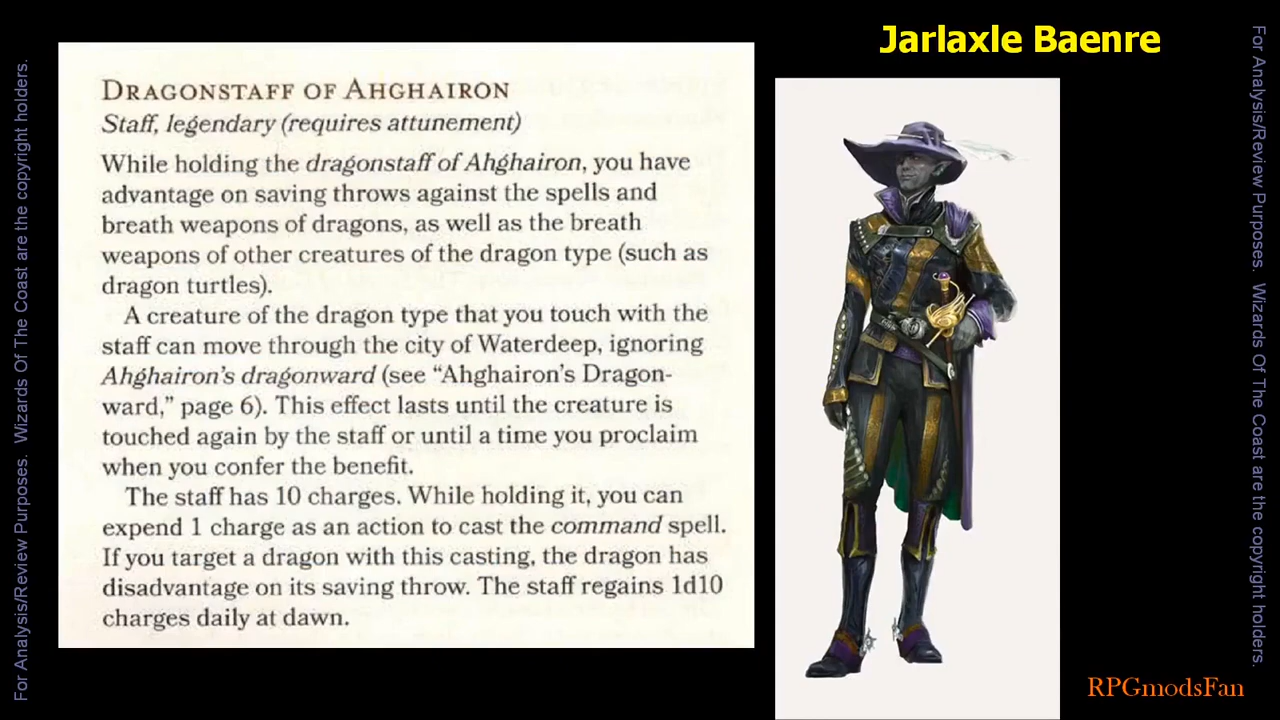 Jarlaxle Baenre
DRAGONSTAFF OF AHGHAIRON
Staff, legendary (requires attunement)
While holding the dragonstaff of Ahghairon, you have
advantage on saving throws against the spells and
breath weapons of dragons, as well as the breath
weapons of other creatures of the dragon type (such as
dragon turtles).
A creature of the dragon type that you touch with the
staff can move through the city of Waterdeep, ignoring
Ahghairon's dragonward (see “Ahghairon's Dragon-
ward,” page 6). This effect lasts until the creature is
touched again by the staff or until a time you proclaim
when you confer the benefit.
The staff has 10 charges. While holding it, you can
expend 1 charge as an action to cast the command spell.
If you target a dragon with this casting, the dragon has
disadvantage on its saving throw. The staff regains 1d10
charges daily at dawn.
For Analysis/Review Purposes. Wizards Of The Coast are the copyright holders.
For Analysis/Review Purposes. Wizards Of The Coast are the copyright holders.
RPGmodsFan